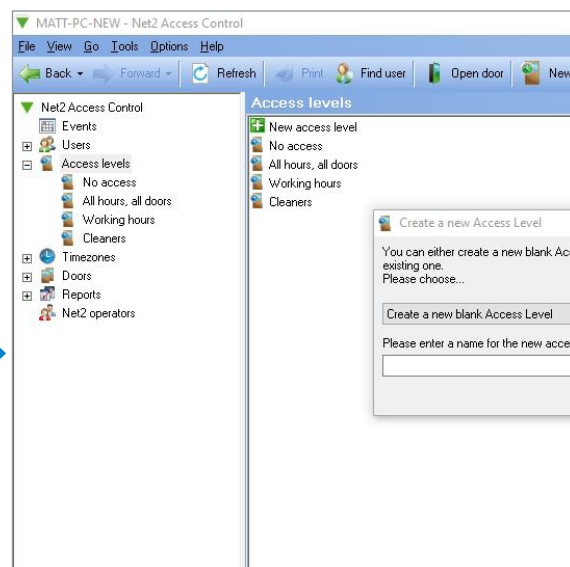 MATT-PC-NEW - Net2 Access Control
File View Go Tools Options Help
Back Forward Refresh Print Find user Open door New
Net2 Access Control
Events
Users
Access levels
No access
All hours, all doors
Working hours
Cleaners
Timezones
Doors
Reports
Net2 operators
Access levels
New access level
No access
All hours, all doors
Working hours
Cleaners
Create a new Access Level
You can either create a new blank Acc
existing one.
Please choose...
Create a new blank Access Level
Please enter a name for the new acce